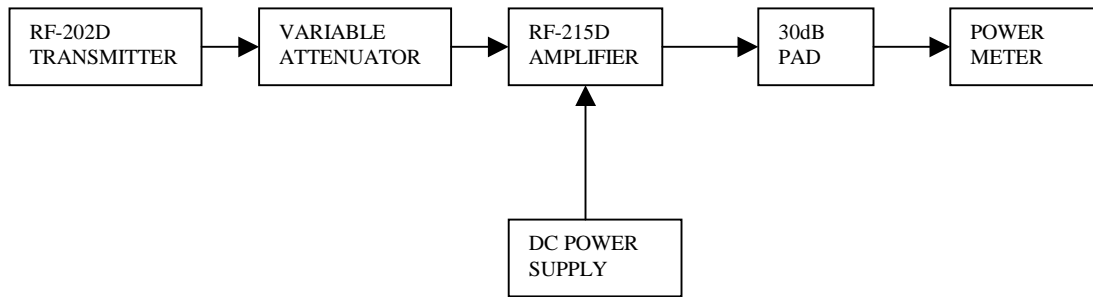 RF-202D
TRANSMITTER
VARIABLE
ATTENUATOR
RF-215D
AMPLIFIER
30dB
PAD
POWER
METER
DC POWER
SUPPLY